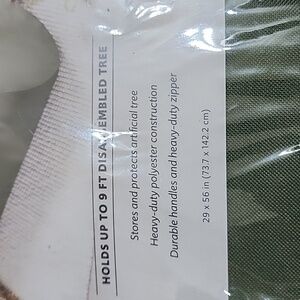 HOLDS UP TO 9 FT DISASSEMBLED TREE
Stores and protects artificial tree
Heavy-duty polyester construction
Durable handles and heavy-duty zipper
29 x 56 in (73.7 x 142.2 cm)